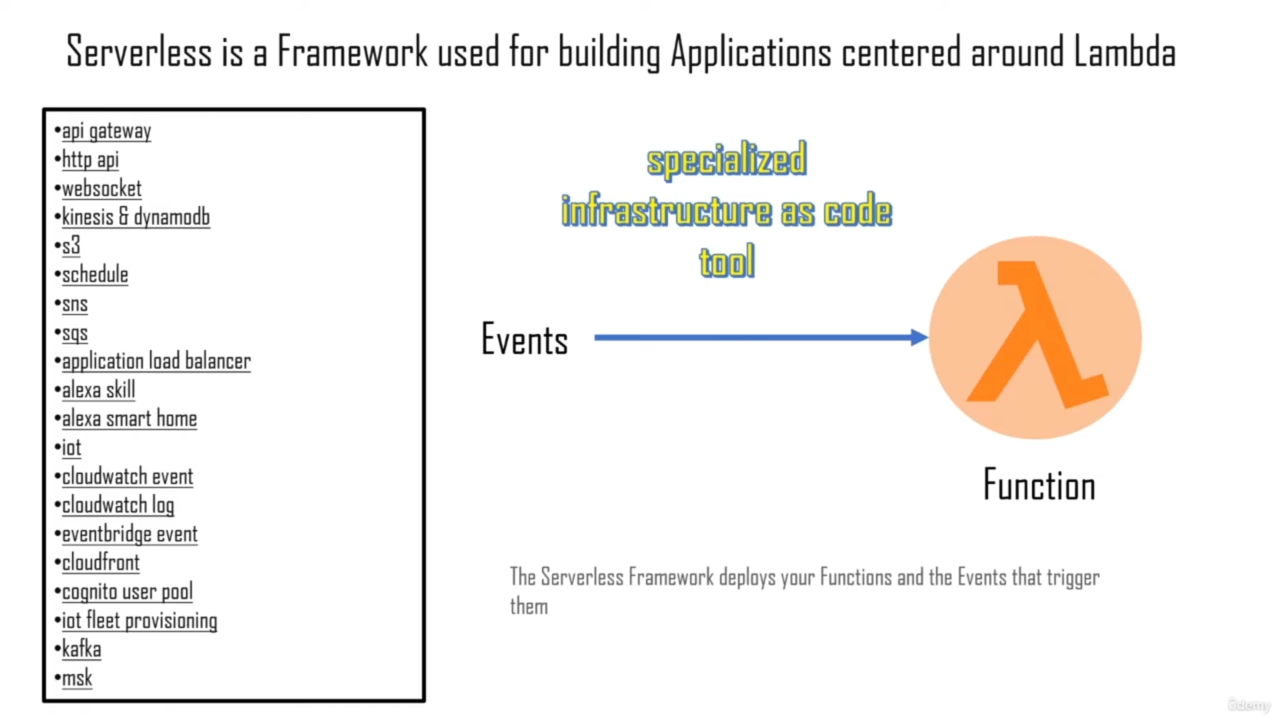 Serverless is a Framework used for building Applications centered around Lambda
•api gateway
•http api
•websocket
•kinesis & dynamodb
•s3
•schedule
•sns
•sqs
•application load balancer
•alexa skill
•alexa smart home
•iot
•cloudwatch event
•cloudwatch log
•eventbridge event
•cloudfront
•cognito user pool
•iot fleet provisioning
•kafka
•msk
specialized
infrastructure as code
tool
Events
λ
Function
The Serverless Framework deploys your Functions and the Events that trigger
them
ûdemy